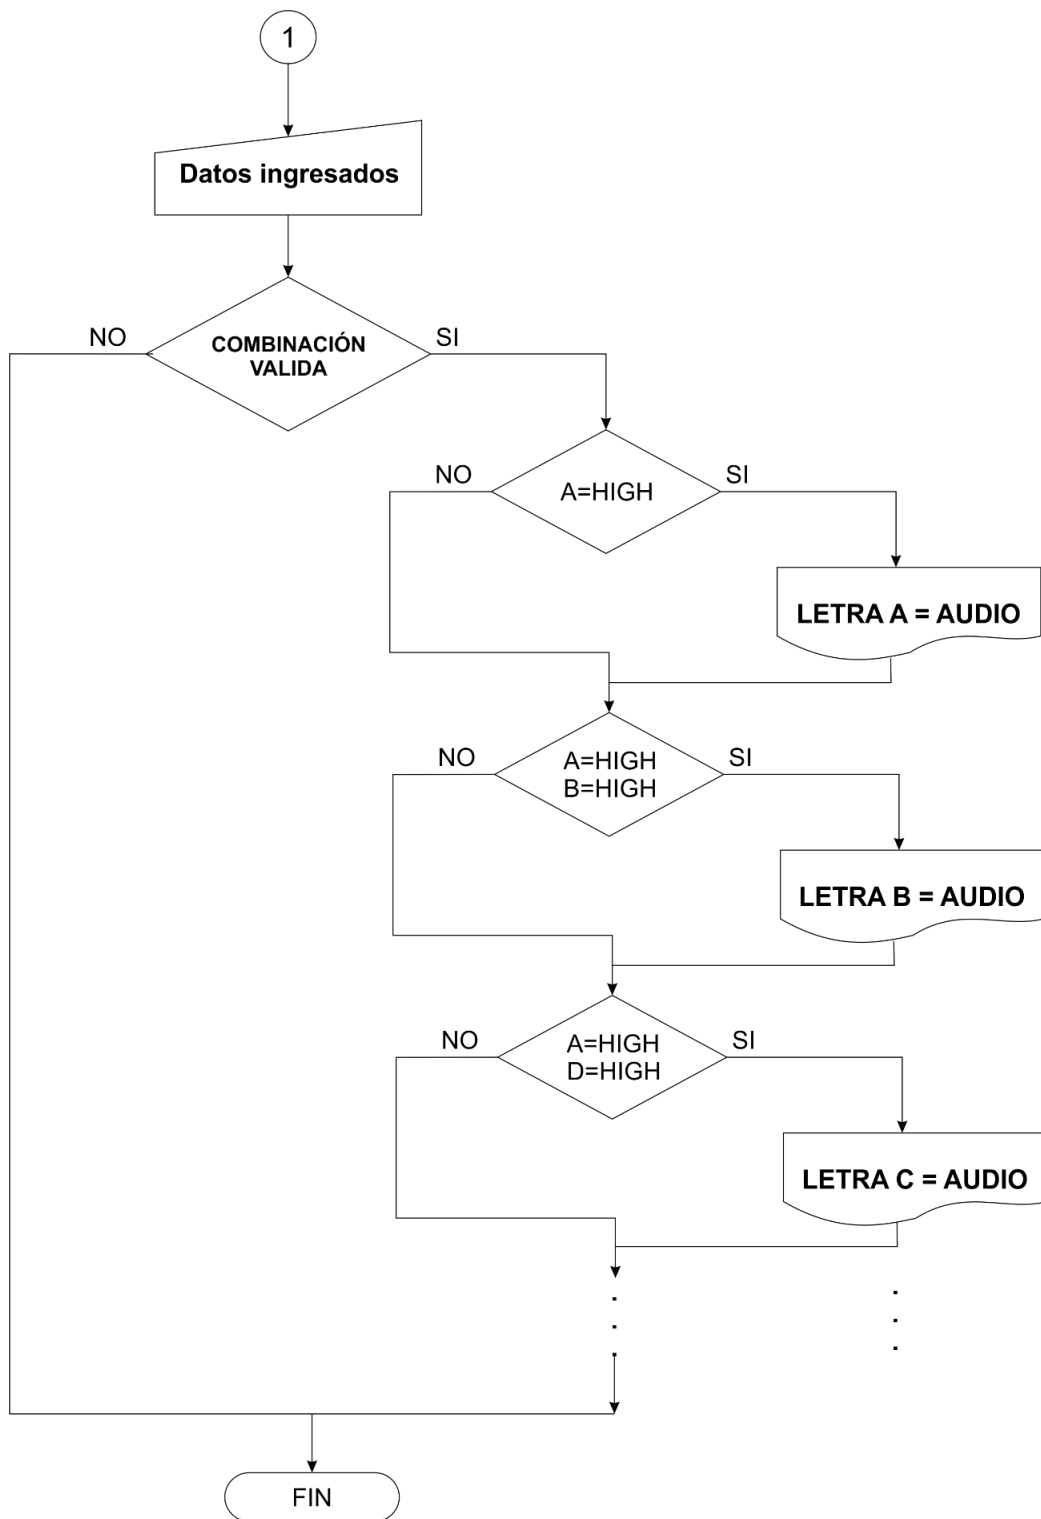 1
Datos ingresados
NO
COMBINACIÓN
VALIDA
SI
NO
A=HIGH
SI
LETRA A = AUDIO
NO
A=HIGH
B=HIGH
SI
LETRA B = AUDIO
NO
A=HIGH
D=HIGH
SI
LETRA C = AUDIO
FIN